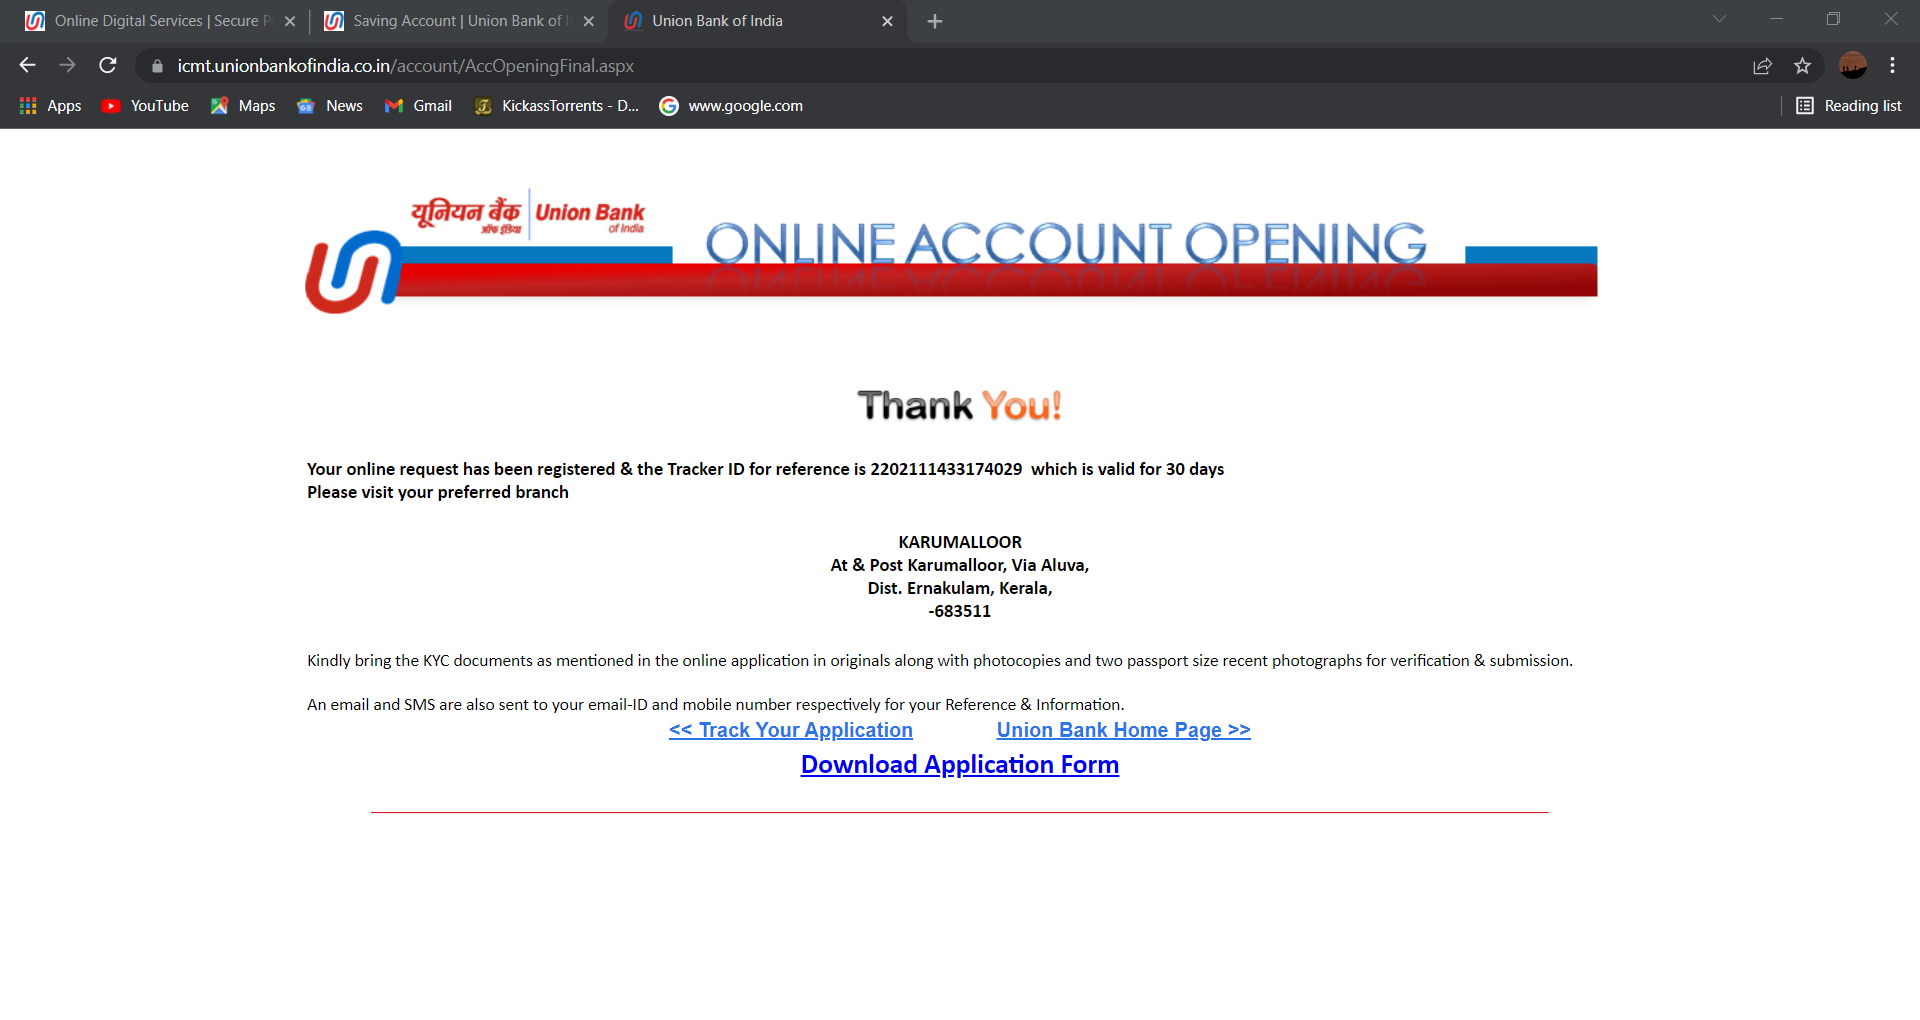 Online Digital Services | Secure P
Saving Account | Union Bank of I
Union Bank of India
icmt.unionbankofindia.co.in/account/AccOpeningFinal.aspx
Apps
YouTube
Maps
News
Gmail
KickassTorrents - D...
www.google.com
Reading list
यूनियन बैंक
ऑफ इंडिया
Union Bank
of India
ONLINE ACCOUNT OPENING
Thank You!
Your online request has been registered & the Tracker ID for reference is 2202111433174029 which is valid for 30 days
Please visit your preferred branch
KARUMALLOOR
At & Post Karumalloor, Via Aluva,
Dist. Ernakulam, Kerala,
-683511
Kindly bring the KYC documents as mentioned in the online application in originals along with photocopies and two passport size recent photographs for verification & submission.
An email and SMS are also sent to your email-ID and mobile number respectively for your Reference & Information.
<< Track Your Application
Union Bank Home Page >>
Download Application Form